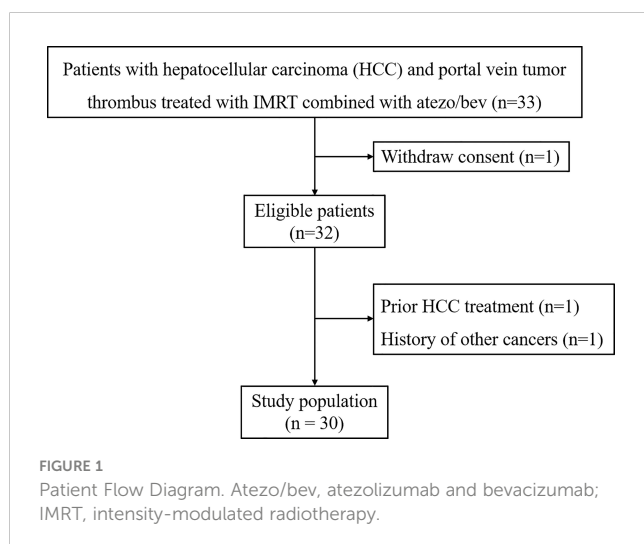 Patients with hepatocellular carcinoma (HCC) and portal vein tumor
thrombus treated with IMRT combined with atezo/bev (n=33)
Withdraw consent (n=1)
Eligible patients
(n=32)
Prior HCC treatment (n=1)
History of other cancers (n=1)
Study population
(n = 30)
FIGURE 1
Patient Flow Diagram. Atezo/bev, atezolizumab and bevacizumab;
IMRT, intensity-modulated radiotherapy.